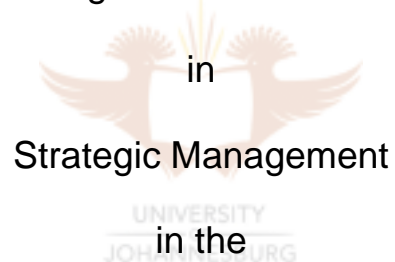 in
Strategic Management
UNIVERSITY
in the
JOHANNESBURG